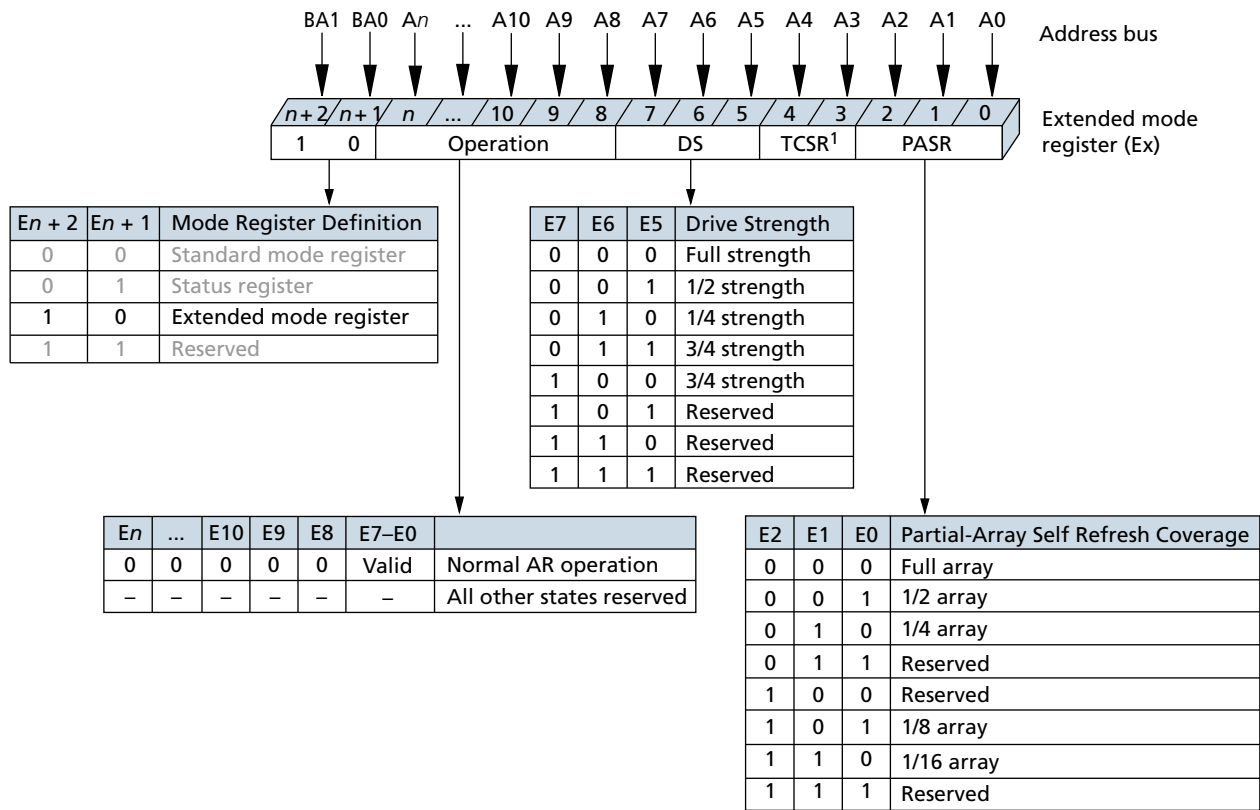 BA1 BA0 An ... A10 A9 A8 A7 A6 A5 A4 A3 A2 A1 A0
Address bus
n + 2 n + 1 n ... 10 9 8 7 6 5 4 3 2 1 0
Extended mode
register (Ex)
1 0 Operation DS TCSR1 PASR
En + 2 En + 1 Mode Register Definition
0 0 Standard mode register
0 1 Status register
1 0 Extended mode register
1 1 Reserved
E7 E6 E5 Drive Strength
0 0 0 Full strength
0 0 1 1/2 strength
0 1 0 1/4 strength
0 1 1 3/4 strength
1 0 0 3/4 strength
1 0 1 Reserved
1 1 0 Reserved
1 1 1 Reserved
En ... E10 E9 E8 E7–E0
0 0 0 0 0 Valid Normal AR operation
– – – – – – All other states reserved
E2 E1 E0 Partial-Array Self Refresh Coverage
0 0 0 Full array
0 0 1 1/2 array
0 1 0 1/4 array
0 1 1 Reserved
1 0 0 Reserved
1 0 1 1/8 array
1 1 0 1/16 array
1 1 1 Reserved